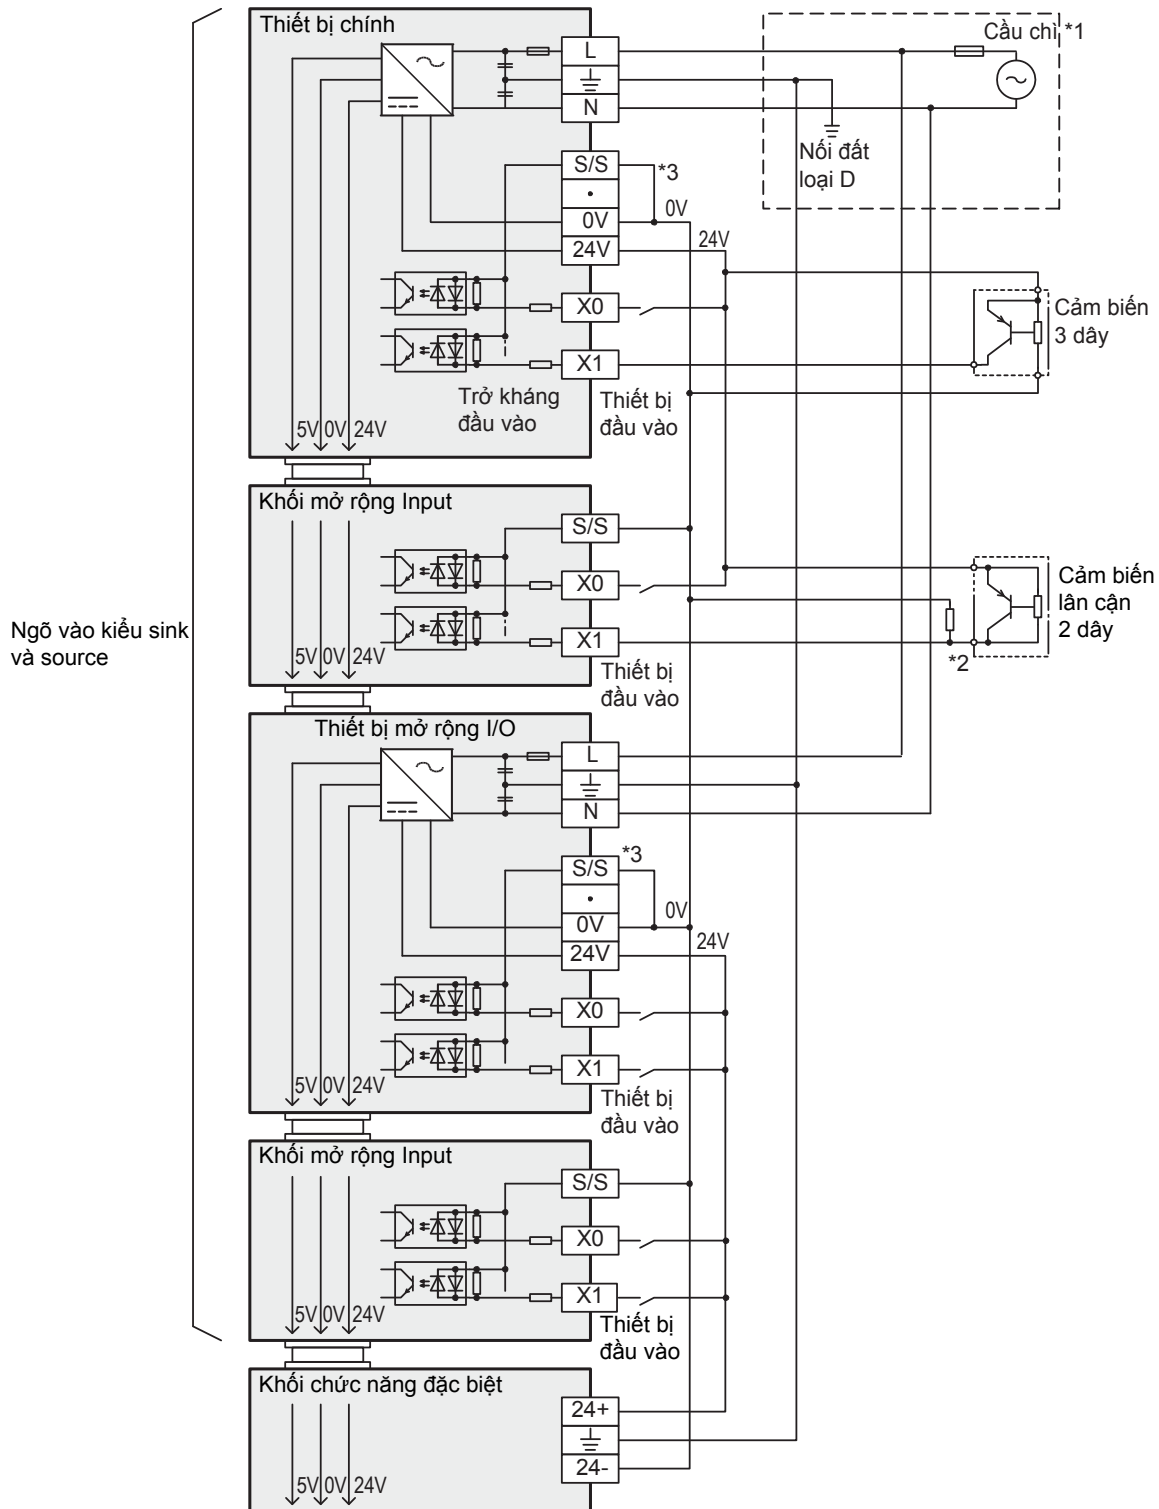 Thiết bị chính
L
N
Cầu chì *1
Nối đất
loại D
S/S
*3
•
0V
0V
24V
24V
X0
X1
Cảm biến
3 dây
Trở kháng
đầu vào
Thiết bị
đầu vào
5V 0V 24V
Khối mở rộng Input
S/S
X0
X1
Cảm biến
lân cận
2 dây
*2
5V 0V 24V
Thiết bị
đầu vào
Ngõ vào kiểu sink
và source
Thiết bị mở rộng I/O
L
N
S/S
*3
•
0V
0V
24V
24V
X0
X1
5V 0V 24V
Thiết bị
đầu vào
Khối mở rộng Input
S/S
X0
X1
5V 0V 24V
Thiết bị
đầu vào
Khối chức năng đặc biệt
24+
24-
5V 0V 24V